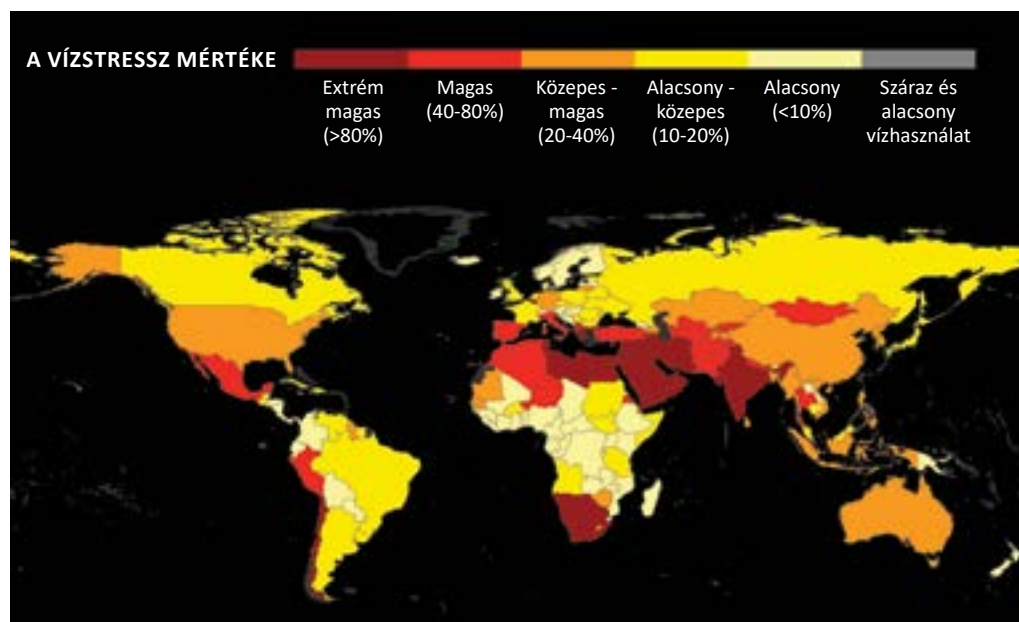 A VÍZSTRESSZ MÉRTÉKE
Extrém
magas
(>80%)
Magas
(40-80%)
Közepes -
magas
(20-40%)
Alacsony -
közepes
(10-20%)
Alacsony
(<10%)
Száraz és
alacsony
vízhasználat